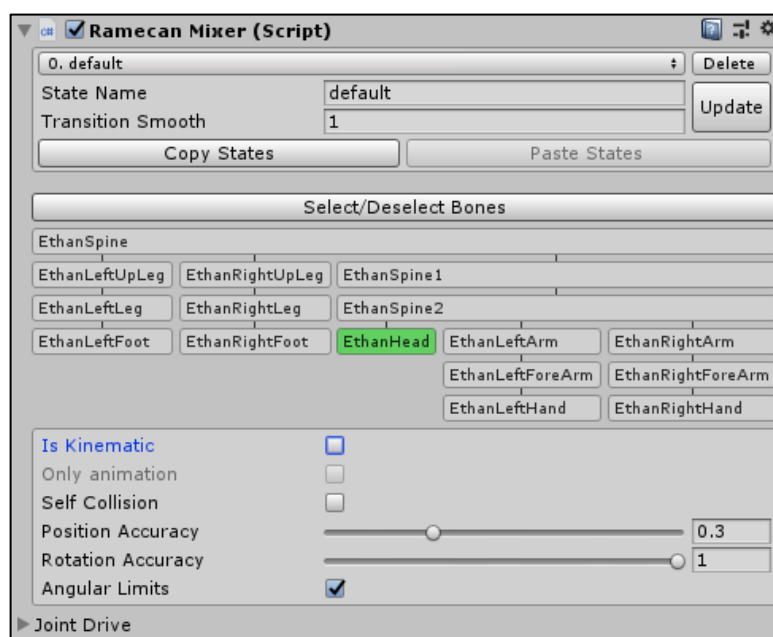 Ramecan Mixer (Script)
0. default Delete
State Name default
Update
Transition Smooth 1
Copy States Paste States
Select/Deselect Bones
EthanSpine
EthanLeftUpLeg EthanRightUpLeg EthanSpine1
EthanLeftLeg EthanRightLeg EthanSpine2
EthanLeftFoot EthanRightFoot EthanHead EthanLeftArm EthanRightArm
EthanLeftForeArm EthanRightForeArm
EthanLeftHand EthanRightHand
Is Kinematic
Only animation
Self Collision
Position Accuracy 0.3
Rotation Accuracy 1
Angular Limits
Joint Drive